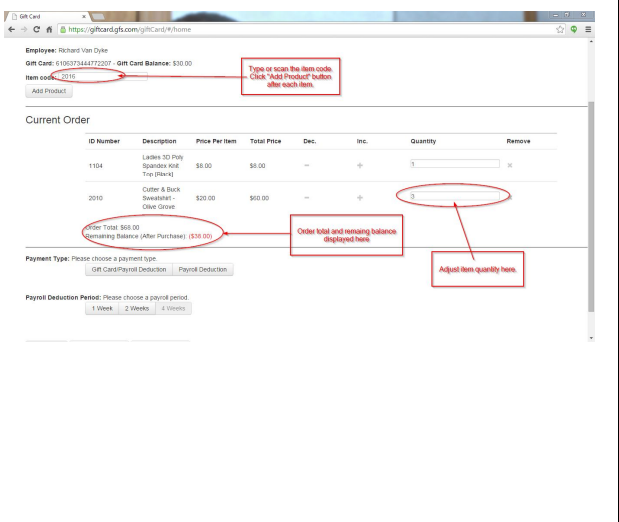 Gift Card
https://giftcard.gfs.com/giftCard/#/home
Employee: Richard Van Dyke
Gift Card: 6106373444772207 - Gift Card Balance: $30.00
Item code: 2016
Add Product
Type or scan the item code.
Click "Add Product" button
after each item.
Current Order
ID Number Description Price Per Item Total Price Dec. Inc. Quantity Remove
Ladies 3D Poly
1104 Spandex Knit $8.00 $8.00 1
Top [Black]
Cutter & Buck
2010 Sweatshirt - $20.00 $60.00 3
Olive Grove
Order Total: $68.00
Remaining Balance (After Purchase): ($38.00)
Order total and remaing balance
displayed here.
Payment Type: Please choose a payment type.
Gift Card/Payroll Deduction Payroll Deduction
Adjust item quantity here.
Payroll Deduction Period: Please choose a payroll period.
1 Week 2 Weeks 4 Weeks